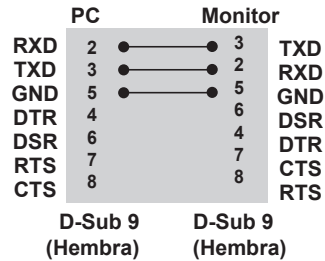 PC Monitor
RXD 2 3 TXD
TXD 3 2 RXD
GND 5 5 GND
DTR 4 6 DSR
DSR 6 4 DTR
RTS 7 7 CTS
CTS 8 8 RTS
D-Sub 9 D-Sub 9
(Hembra) (Hembra)